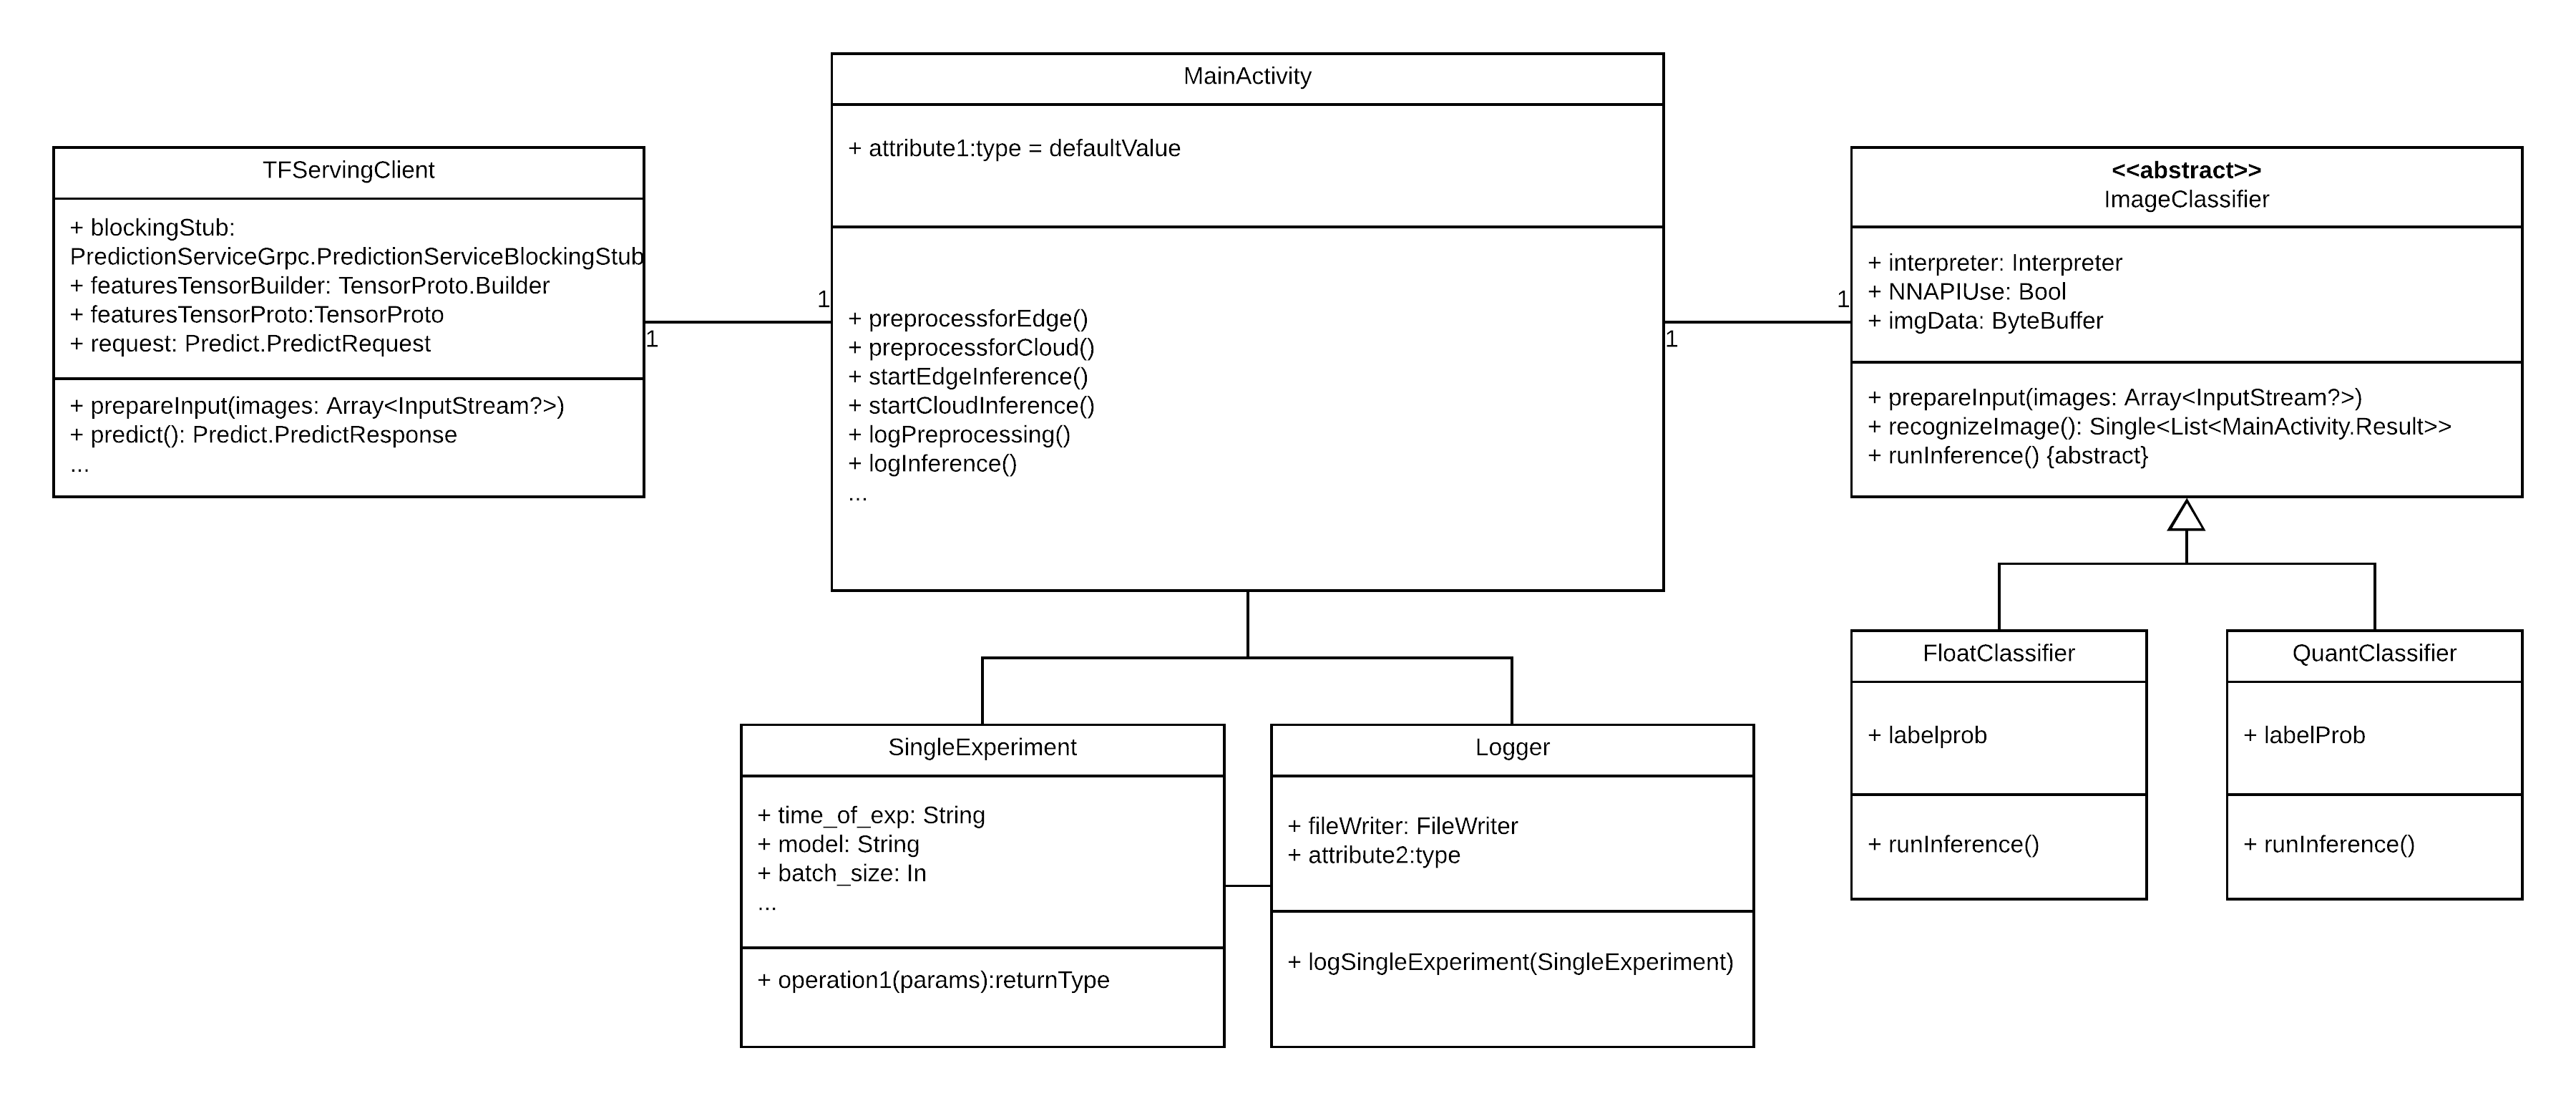 MainActivity
+ attribute1:type = defaultValue
+ preprocessforEdge()
+ preprocessforCloud()
+ startEdgeInference()
+ startCloudInference()
+ logPreprocessing()
+ logInference()
...
TFServingClient
+ blockingStub:
PredictionServiceGrpc.PredictionServiceBlockingStub
+ featuresTensorBuilder: TensorProto.Builder
+ featuresTensorProto:TensorProto
+ request: Predict.PredictRequest
+ prepareInput(images: Array<InputStream?>)
+ predict(): Predict.PredictResponse
...
1
1
1
1
<<abstract>>
ImageClassifier
+ interpreter: Interpreter
+ NNAPIUse: Bool
+ imgData: ByteBuffer
+ prepareInput(images: Array<InputStream?>)
+ recognizeImage(): Single<List<MainActivity.Result>>
+ runInference() {abstract}
SingleExperiment
+ time_of_exp: String
+ model: String
+ batch_size: In
...
+ operation1(params):returnType
Logger
+ fileWriter: FileWriter
+ attribute2:type
+ logSingleExperiment(SingleExperiment)
FloatClassifier
+ labelprob
+ runInference()
QuantClassifier
+ labelProb
+ runInference()